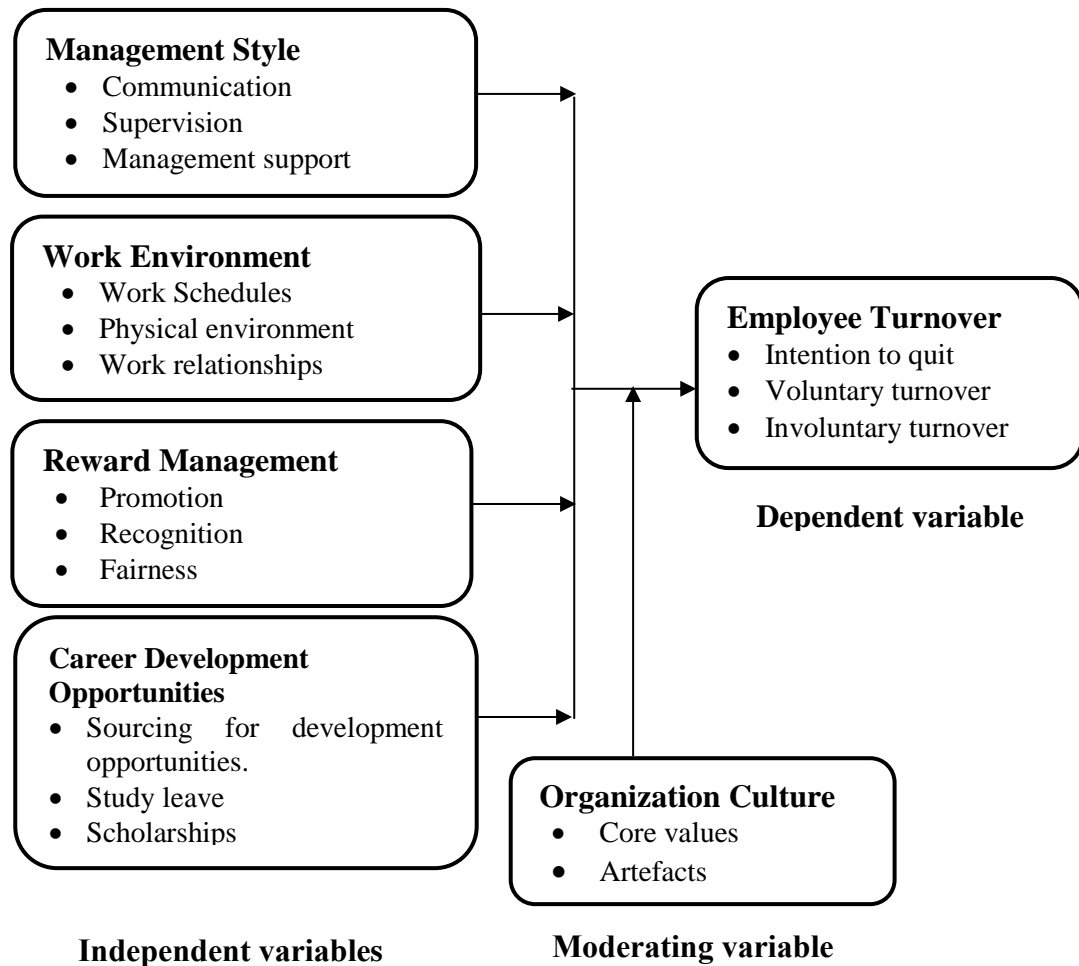 Management Style
• Communication
• Supervision
• Management support
Work Environment
• Work Schedules
• Physical environment
• Work relationships
Reward Management
• Promotion
• Recognition
• Fairness
Career Development
Opportunities
• Sourcing for development
opportunities.
• Study leave
• Scholarships
Independent variables
Organization Culture
• Core values
• Artefacts
Moderating variable
Employee Turnover
• Intention to quit
• Voluntary turnover
• Involuntary turnover
Dependent variable